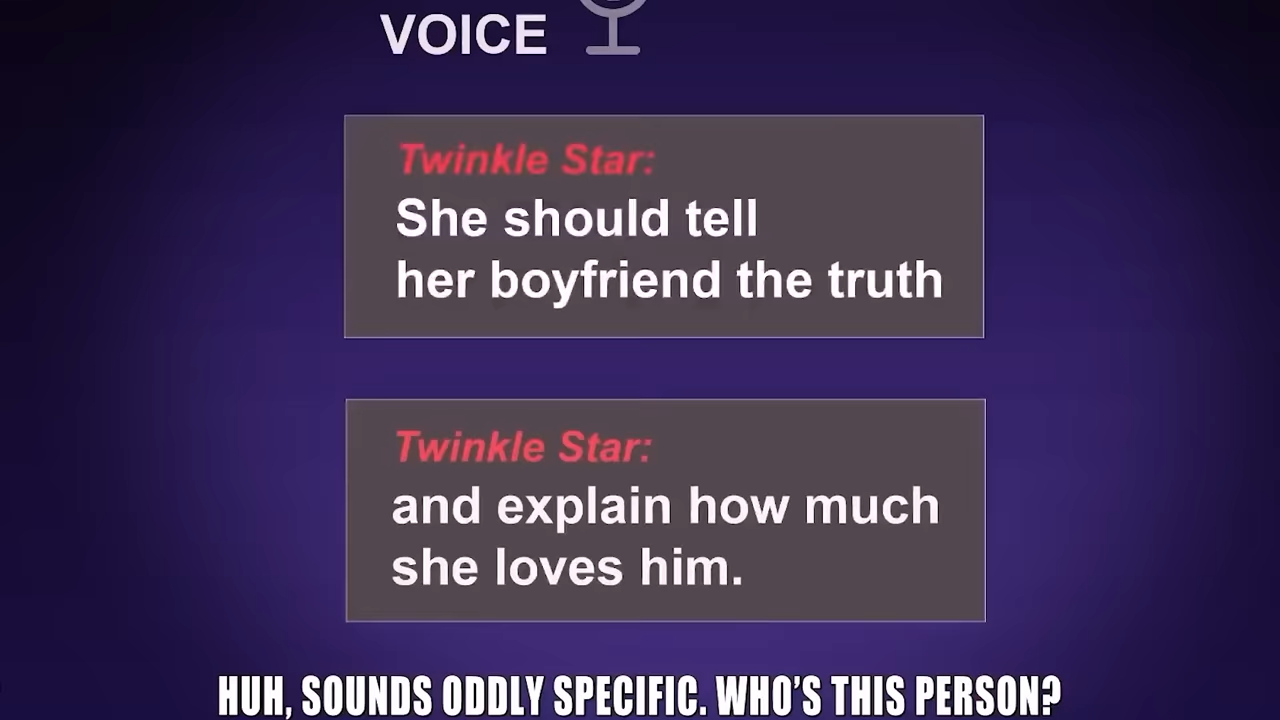 VOICE
Twinkle Star:
She should tell
her boyfriend the truth
Twinkle Star:
and explain how much
she loves him.
HUH, SOUNDS ODDLY SPECIFIC. WHO'S THIS PERSON?